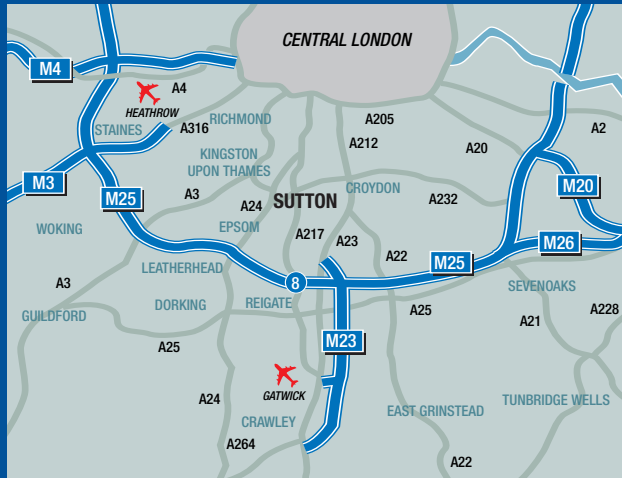 CENTRAL LONDON
M4
A4
HEATHROW
STAINES
A316
RICHMOND
A205
A212
A2
A20
KINGSTON
UPON THAMES
M3
M25
A3
A24
SUTTON
CROYDON
A232
M20
WOKING
EPSOM
A217
A23
A22
M25
M26
LEATHERHEAD
A3
8
SEVENOAKS
DORKING
REIGATE
A25
A228
GUILDFORD
A21
A25
M23
GATWICK
A24
CRAWLEY
EAST GRINSTEAD
TUNBRIDGE WELLS
A264
A22